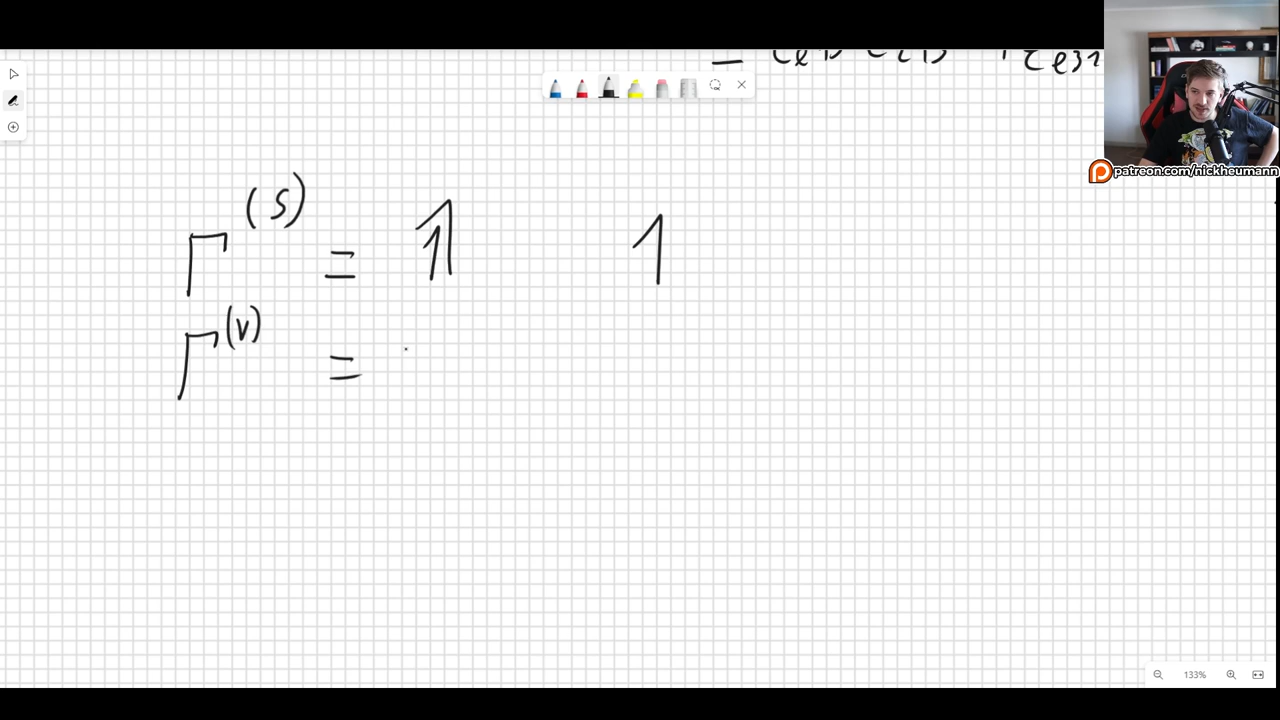 Γ^(S) = 𝟙 1
Γ^(V) =
patreon.com/nickheumann
133%